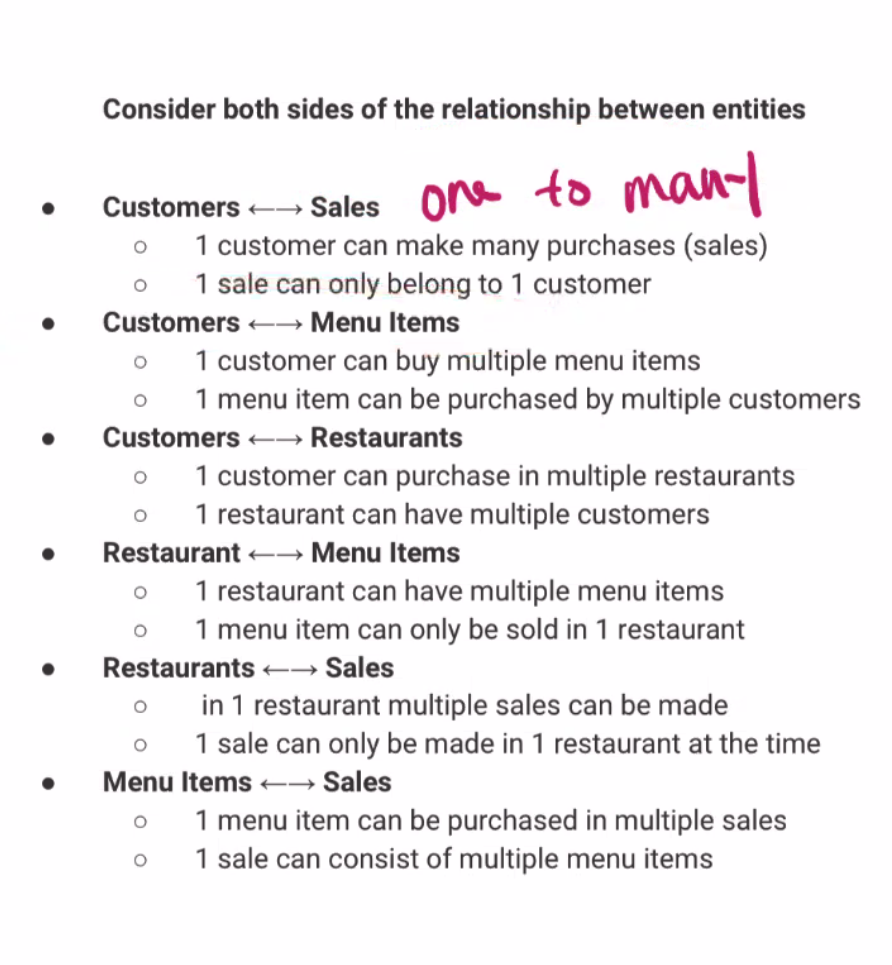 Consider both sides of the relationship between entities
● Customers ←→ Sales one to many
○ 1 customer can make many purchases (sales)
○ 1 sale can only belong to 1 customer
● Customers ←→ Menu Items
○ 1 customer can buy multiple menu items
○ 1 menu item can be purchased by multiple customers
● Customers ←→ Restaurants
○ 1 customer can purchase in multiple restaurants
○ 1 restaurant can have multiple customers
● Restaurant ←→ Menu Items
○ 1 restaurant can have multiple menu items
○ 1 menu item can only be sold in 1 restaurant
● Restaurants ←→ Sales
○ in 1 restaurant multiple sales can be made
○ 1 sale can only be made in 1 restaurant at the time
● Menu Items ←→ Sales
○ 1 menu item can be purchased in multiple sales
○ 1 sale can consist of multiple menu items